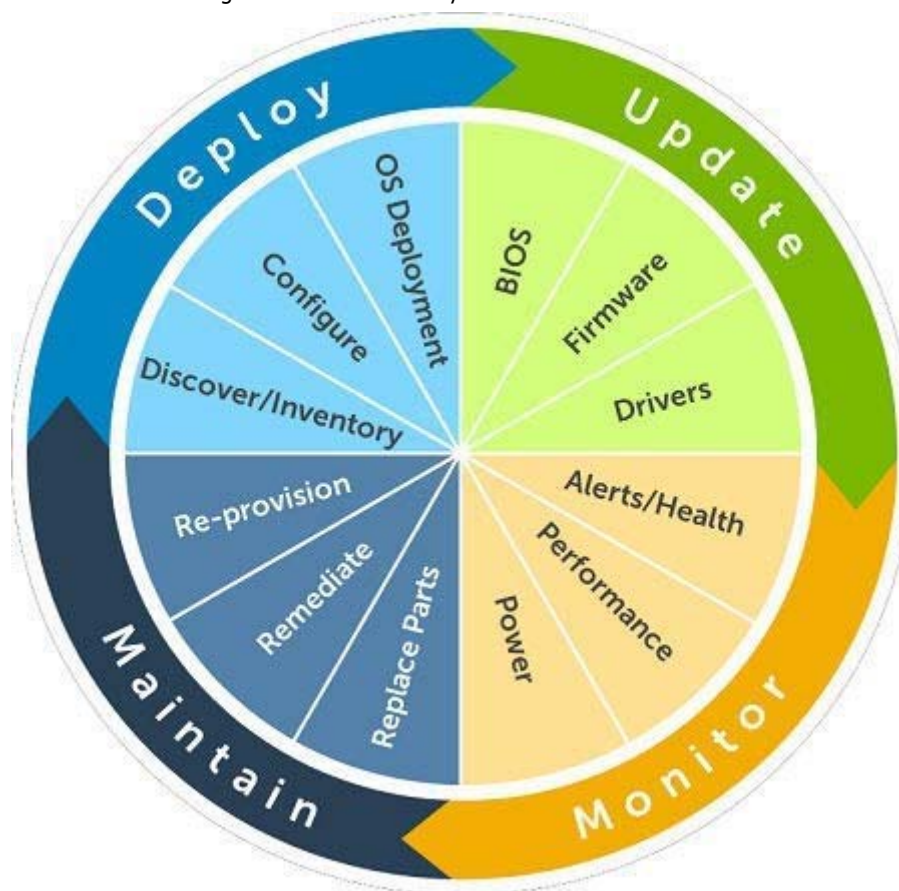 Deploy
Update
Monitor
Maintain
OS Deployment
Configure
Discover/Inventory
BIOS
Firmware
Drivers
Alerts/Health
Performance
Power
Replace Parts
Remediate
Re-provision